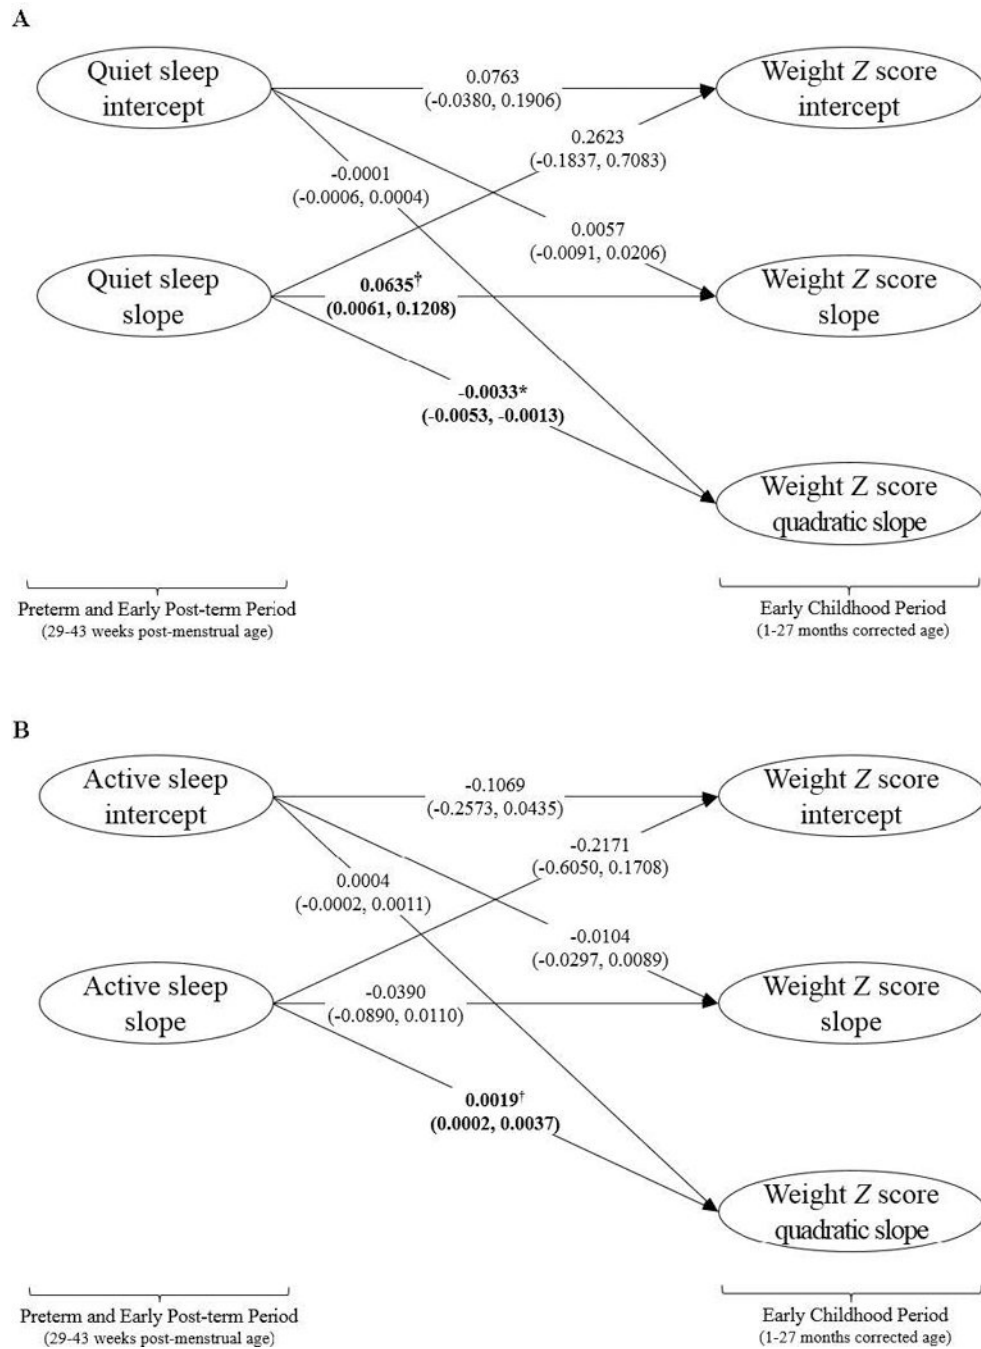 A
Quiet sleep
intercept
0.0763
(-0.0380, 0.1906)
Weight Z score
intercept
0.2623
(-0.1837, 0.7083)
-0.0001
(-0.0006, 0.0004)
0.0057
(-0.0091, 0.0206)
Quiet sleep
slope
0.0635†
(0.0061, 0.1208)
Weight Z score
slope
-0.0033*
(-0.0053, -0.0013)
Weight Z score
quadratic slope
Preterm and Early Post-term Period
(29-43 weeks post-menstrual age)
Early Childhood Period
(1-27 months corrected age)
B
Active sleep
intercept
-0.1069
(-0.2573, 0.0435)
Weight Z score
intercept
-0.2171
(-0.6050, 0.1708)
0.0004
(-0.0002, 0.0011)
-0.0104
(-0.0297, 0.0089)
Active sleep
slope
-0.0390
(-0.0890, 0.0110)
Weight Z score
slope
0.0019†
(0.0002, 0.0037)
Weight Z score
quadratic slope
Preterm and Early Post-term Period
(29-43 weeks post-menstrual age)
Early Childhood Period
(1-27 months corrected age)